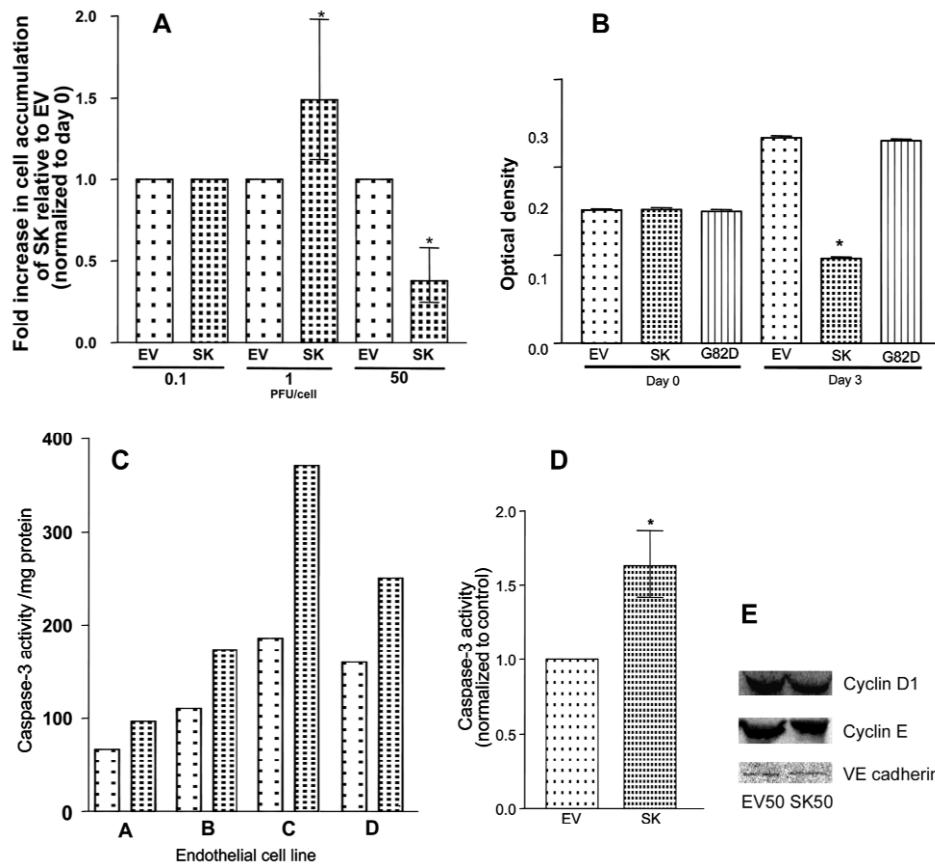 A
Fold increase in cell accumulation
of SK relative to EV
(normalized to day 0)
2.0
1.5
1.0
0.5
0.0
*
*
EV SK EV SK EV SK
0.1 1 50
PFU/cell
B
Optical density
0.3
0.2
0.1
0.0
*
EV SK G82D EV SK G82D
Day 0 Day 3
C
Caspase-3 activity /mg protein
400
300
200
100
0
A B C D
Endothelial cell line
D
Caspase-3 activity
(normalized to control)
2.0
1.5
1.0
0.5
0.0
*
EV SK
E
Cyclin D1
Cyclin E
VE cadherin
EV50 SK50